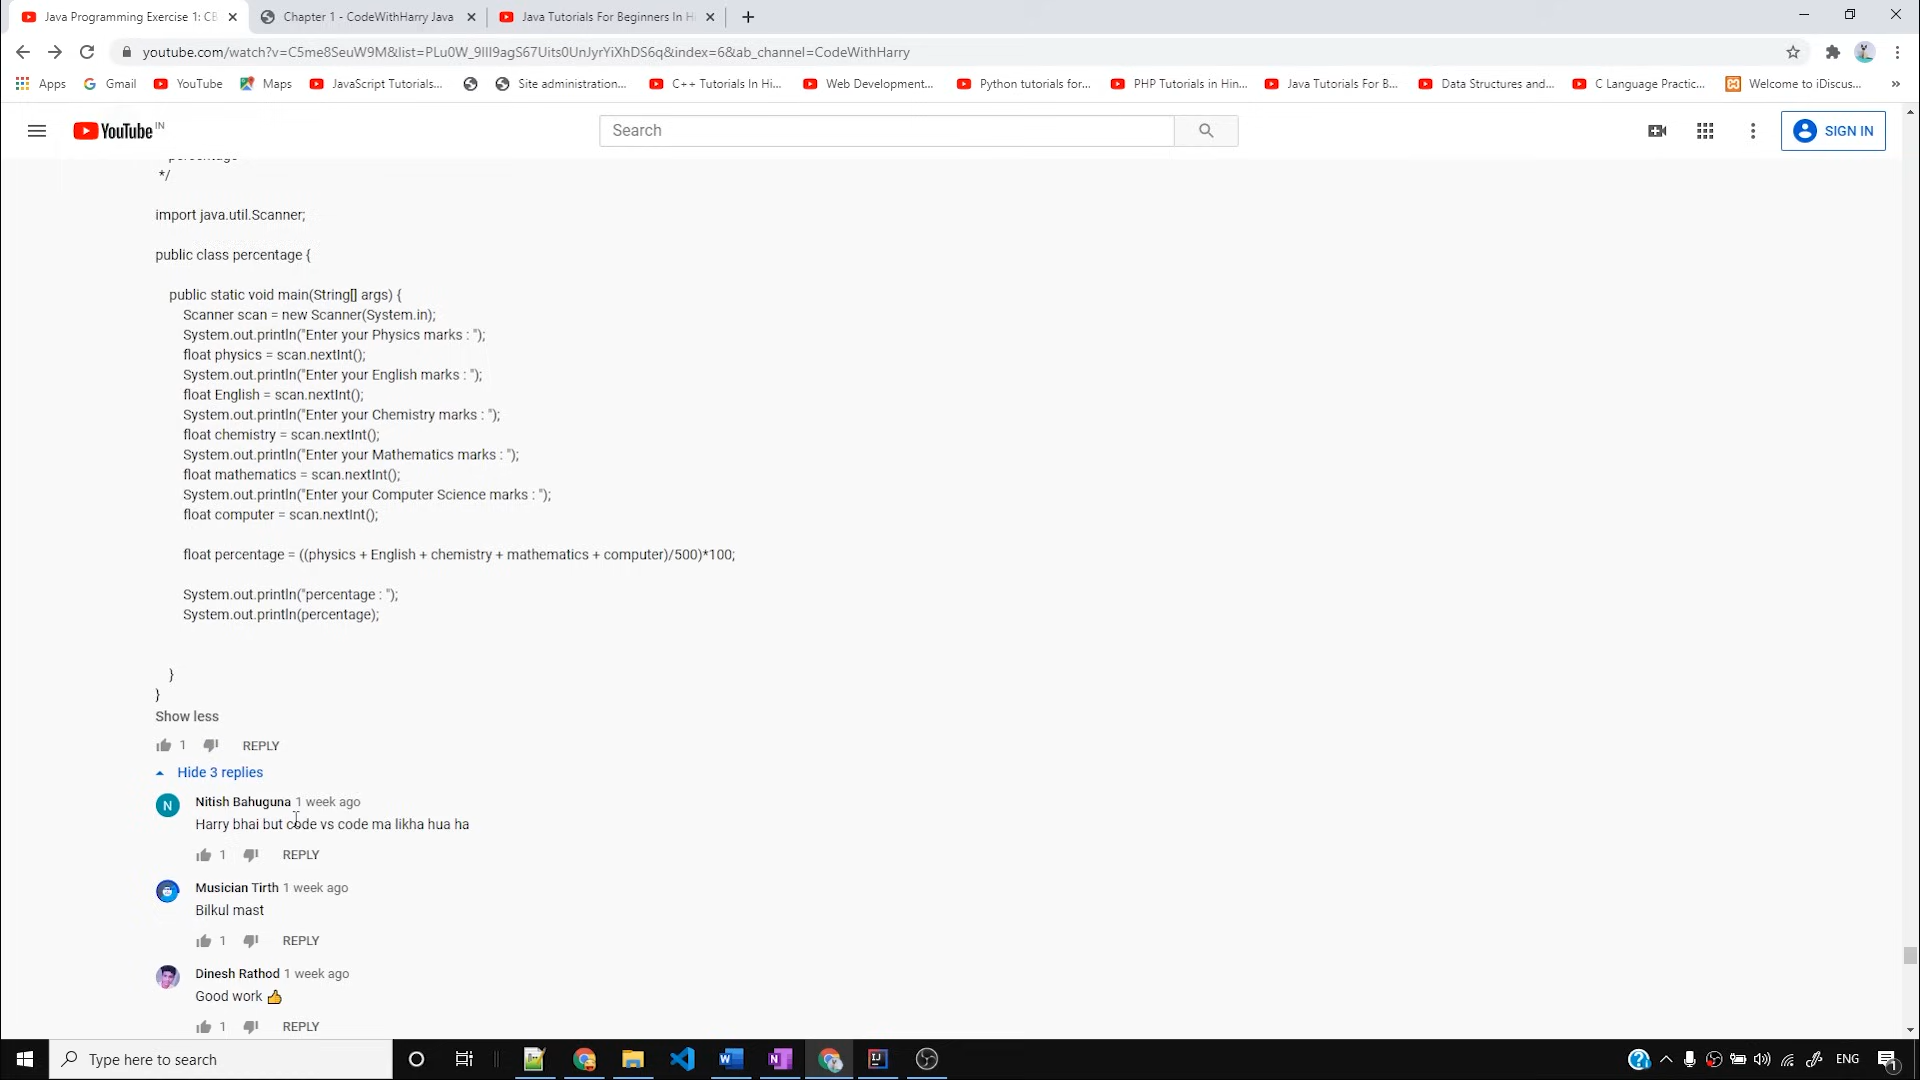 Java Programming Exercise 1: CB
Chapter 1 - CodeWithHarry Java
Java Tutorials For Beginners In H
youtube.com/watch?v=C5me8SeuW9M&list=PLu0W_9lII9agS67Uits0UnJyrYiXhDS6q&index=6&ab_channel=CodeWithHarry
Apps
Gmail
YouTube
Maps
JavaScript Tutorials...
Site administration...
C++ Tutorials In Hi...
Web Development...
Python tutorials for...
PHP Tutorials in Hin...
Java Tutorials For B...
Data Structures and...
C Language Practic...
Welcome to iDiscus...
YouTube IN
Search
SIGN IN
percentage
*/
import java.util.Scanner;
public class percentage {
public static void main(String[] args) {
Scanner scan = new Scanner(System.in);
System.out.println("Enter your Physics marks : ");
float physics = scan.nextInt();
System.out.println("Enter your English marks : ");
float English = scan.nextInt();
System.out.println("Enter your Chemistry marks : ");
float chemistry = scan.nextInt();
System.out.println("Enter your Mathematics marks : ");
float mathematics = scan.nextInt();
System.out.println("Enter your Computer Science marks : ");
float computer = scan.nextInt();
float percentage = ((physics + English + chemistry + mathematics + computer)/500)*100;
System.out.println("percentage : ");
System.out.println(percentage);
}
}
Show less
1 REPLY
Hide 3 replies
N
Nitish Bahuguna 1 week ago
Harry bhai but code vs code ma likha hua ha
1 REPLY
Musician Tirth 1 week ago
Bilkul mast
1 REPLY
Dinesh Rathod 1 week ago
Good work 👍
1 REPLY
Type here to search
ENG
1